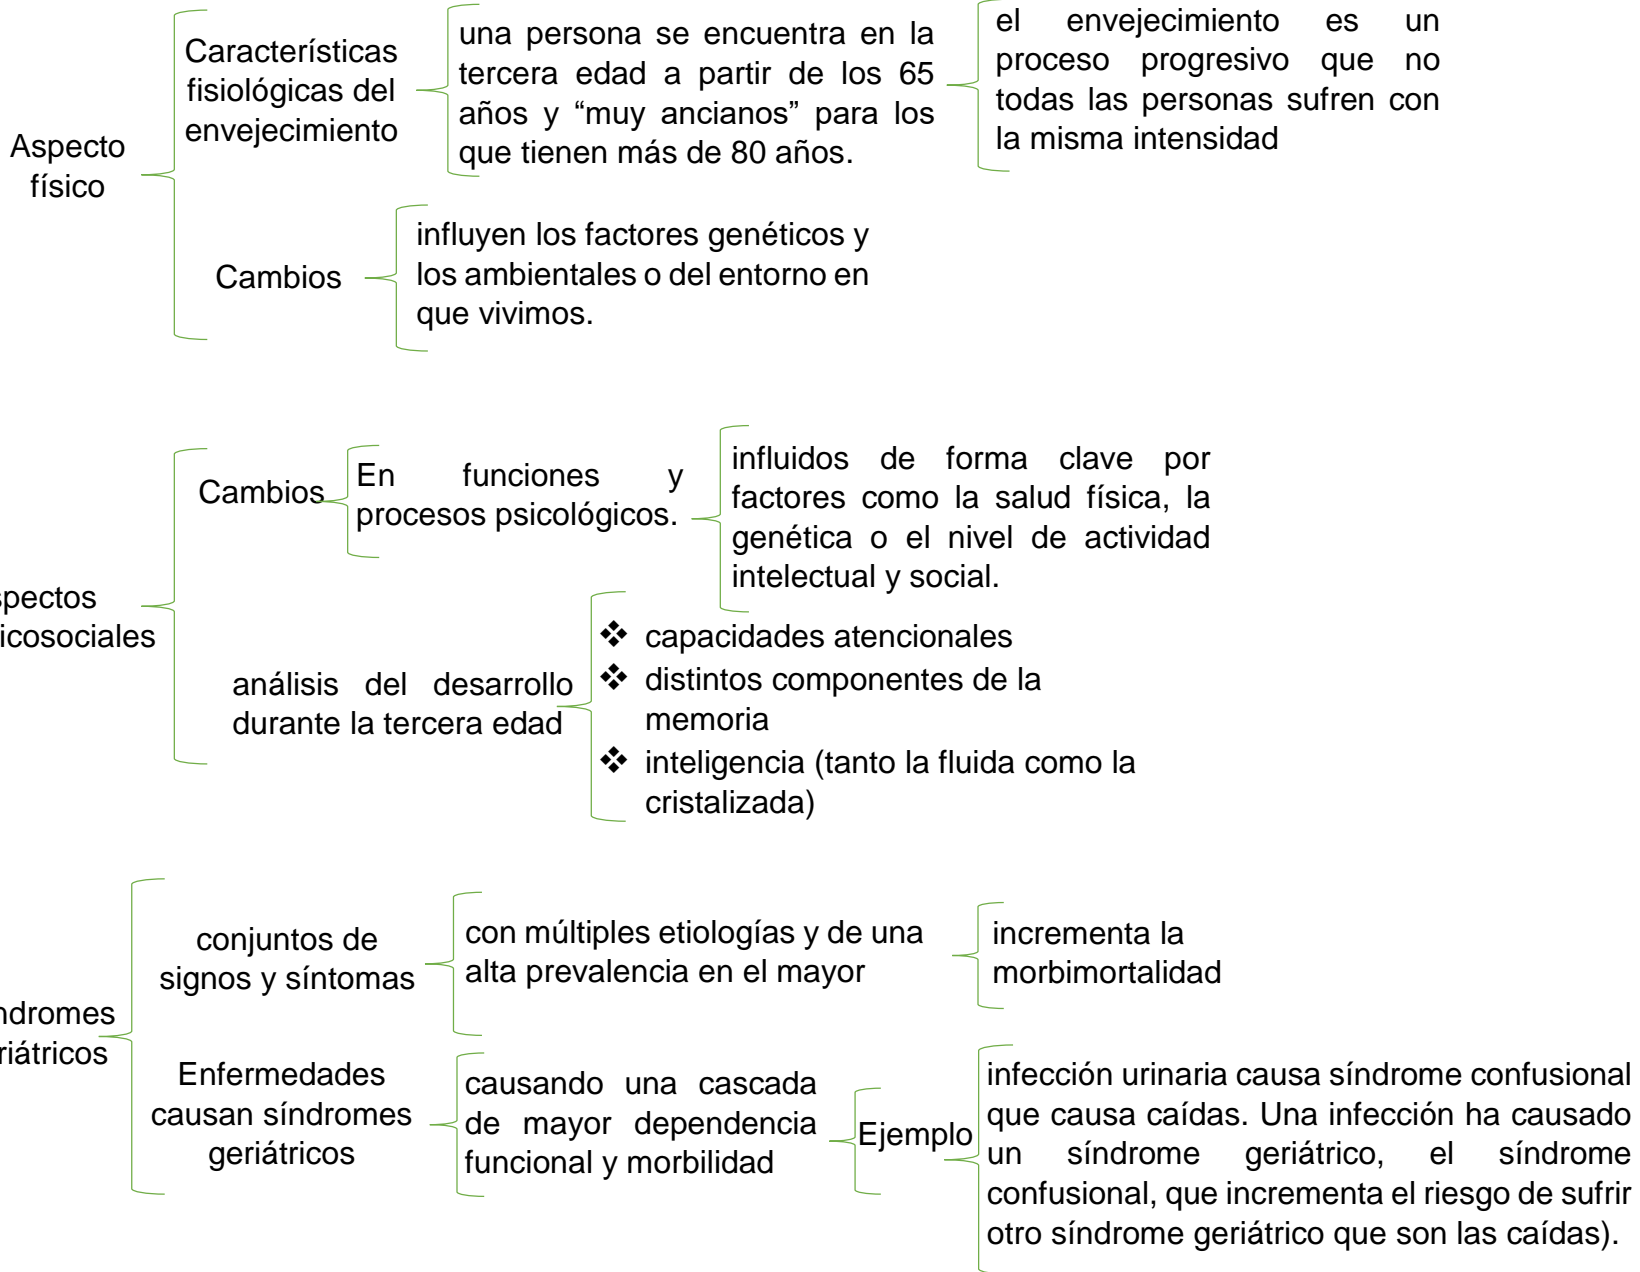 Aspecto
físico
Características
fisiológicas del
envejecimiento
una persona se encuentra en la
tercera edad a partir de los 65
años y “muy ancianos” para los
que tienen más de 80 años.
el envejecimiento es un
proceso progresivo que no
todas las personas sufren con
la misma intensidad
Cambios
influyen los factores genéticos y
los ambientales o del entorno en
que vivimos.
spectos
icosociales
Cambios
En funciones y
procesos psicológicos.
influidos de forma clave por
factores como la salud física, la
genética o el nivel de actividad
intelectual y social.
análisis del desarrollo
durante la tercera edad
❖ capacidades atencionales
❖ distintos componentes de la
memoria
❖ inteligencia (tanto la fluida como la
cristalizada)
ndromes
riátricos
conjuntos de
signos y síntomas
con múltiples etiologías y de una
alta prevalencia en el mayor
incrementa la
morbimortalidad
Enfermedades
causan síndromes
geriátricos
causando una cascada
de mayor dependencia
funcional y morbilidad
Ejemplo
infección urinaria causa síndrome confusional
que causa caídas. Una infección ha causado
un síndrome geriátrico, el síndrome
confusional, que incrementa el riesgo de sufrir
otro síndrome geriátrico que son las caídas).